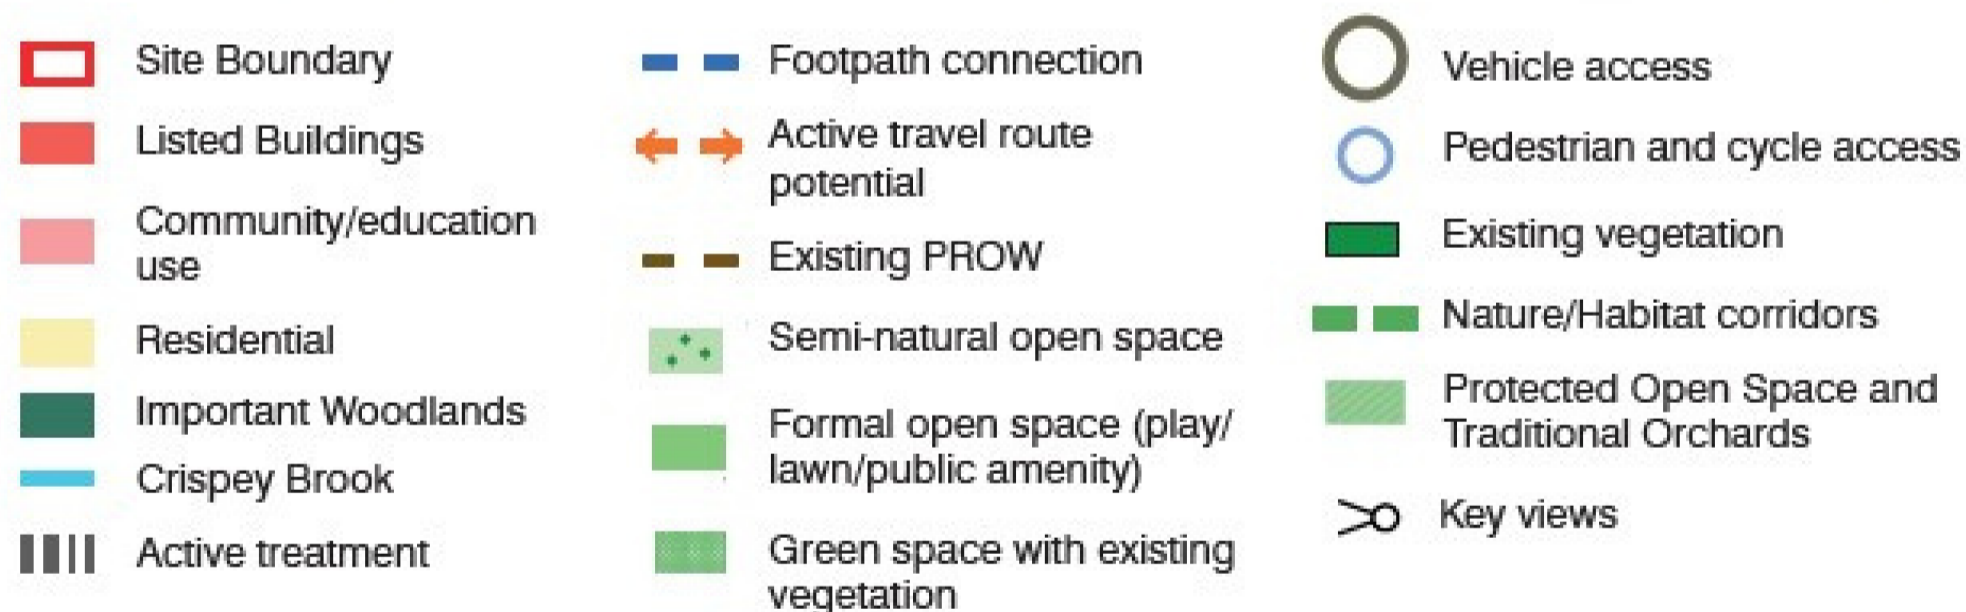 Site Boundary
Listed Buildings
Community/education
use
Residential
Important Woodlands
Crispey Brook
Active treatment
Footpath connection
Active travel route
potential
Existing PROW
Semi-natural open space
Formal open space (play/
lawn/public amenity)
Green space with existing
vegetation
Vehicle access
Pedestrian and cycle access
Existing vegetation
Nature/Habitat corridors
Protected Open Space and
Traditional Orchards
Key views